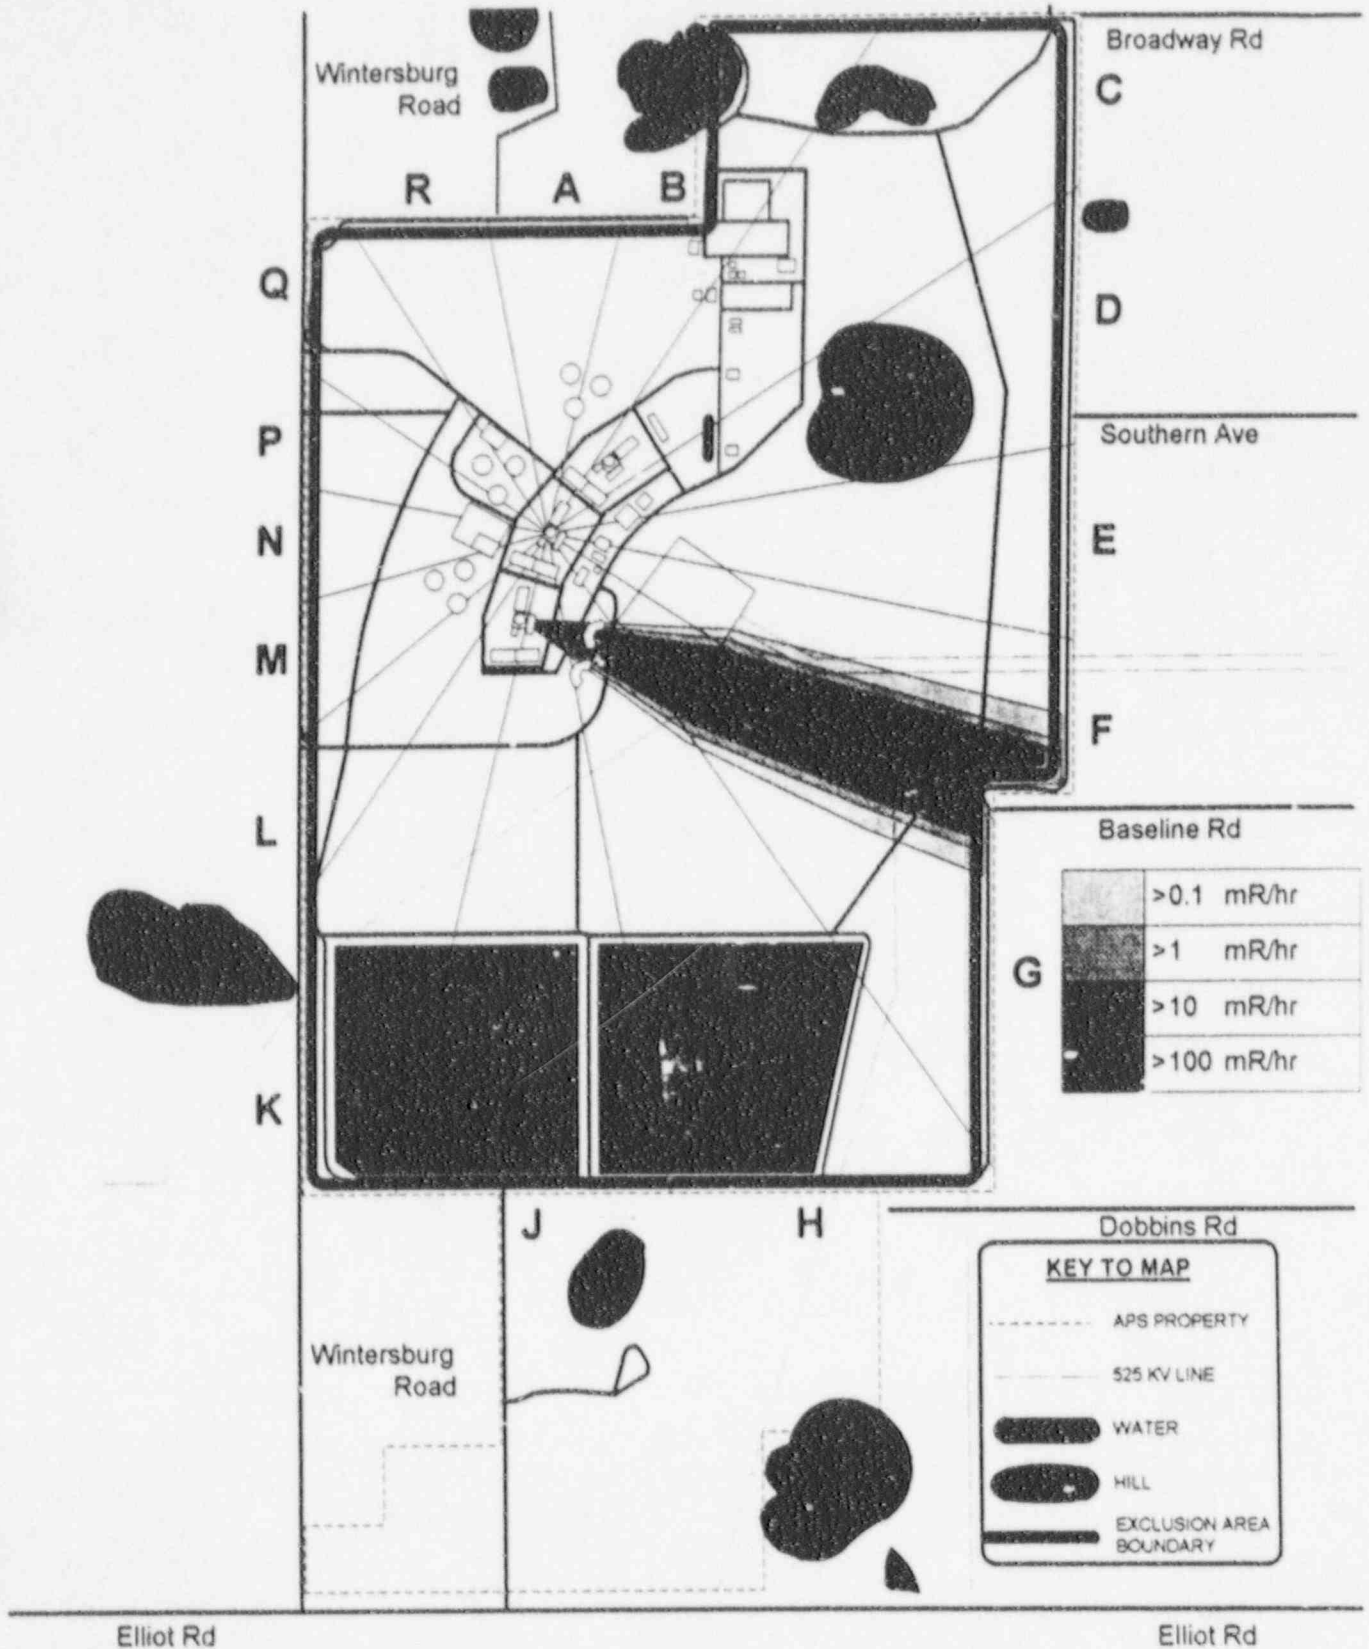 Broadway Rd
Wintersburg
Road
C
R
A
B
Q
D
P
Southern Ave
N
E
M
F
L
Baseline Rd
>0.1 mR/hr
>1 mR/hr
G
>10 mR/hr
>100 mR/hr
K
J
H
Dobbins Rd
KEY TO MAP
APS PROPERTY
525 KV LINE
WATER
HILL
EXCLUSION AREA
BOUNDARY
Wintersburg
Road
Elliot Rd
Elliot Rd